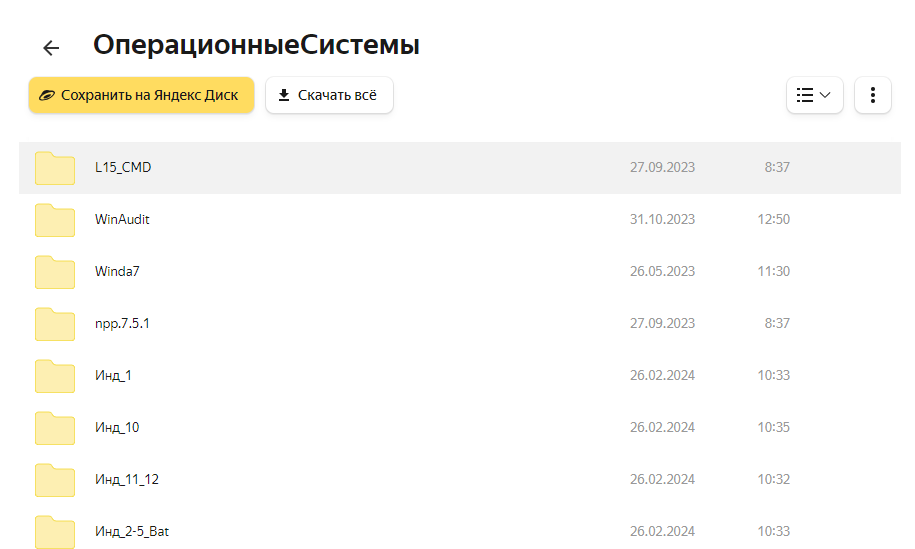 ОперационныеСистемы
Сохранить на Яндекс Диск Скачать всё
L15_CMD 27.09.2023 8:37
WinAudit 31.10.2023 12:50
Winda7 26.05.2023 11:30
npp.7.5.1 27.09.2023 8:37
Инд_1 26.02.2024 10:33
Инд_10 26.02.2024 10:35
Инд_11_12 26.02.2024 10:32
Инд_2-5_Bat 26.02.2024 10:33